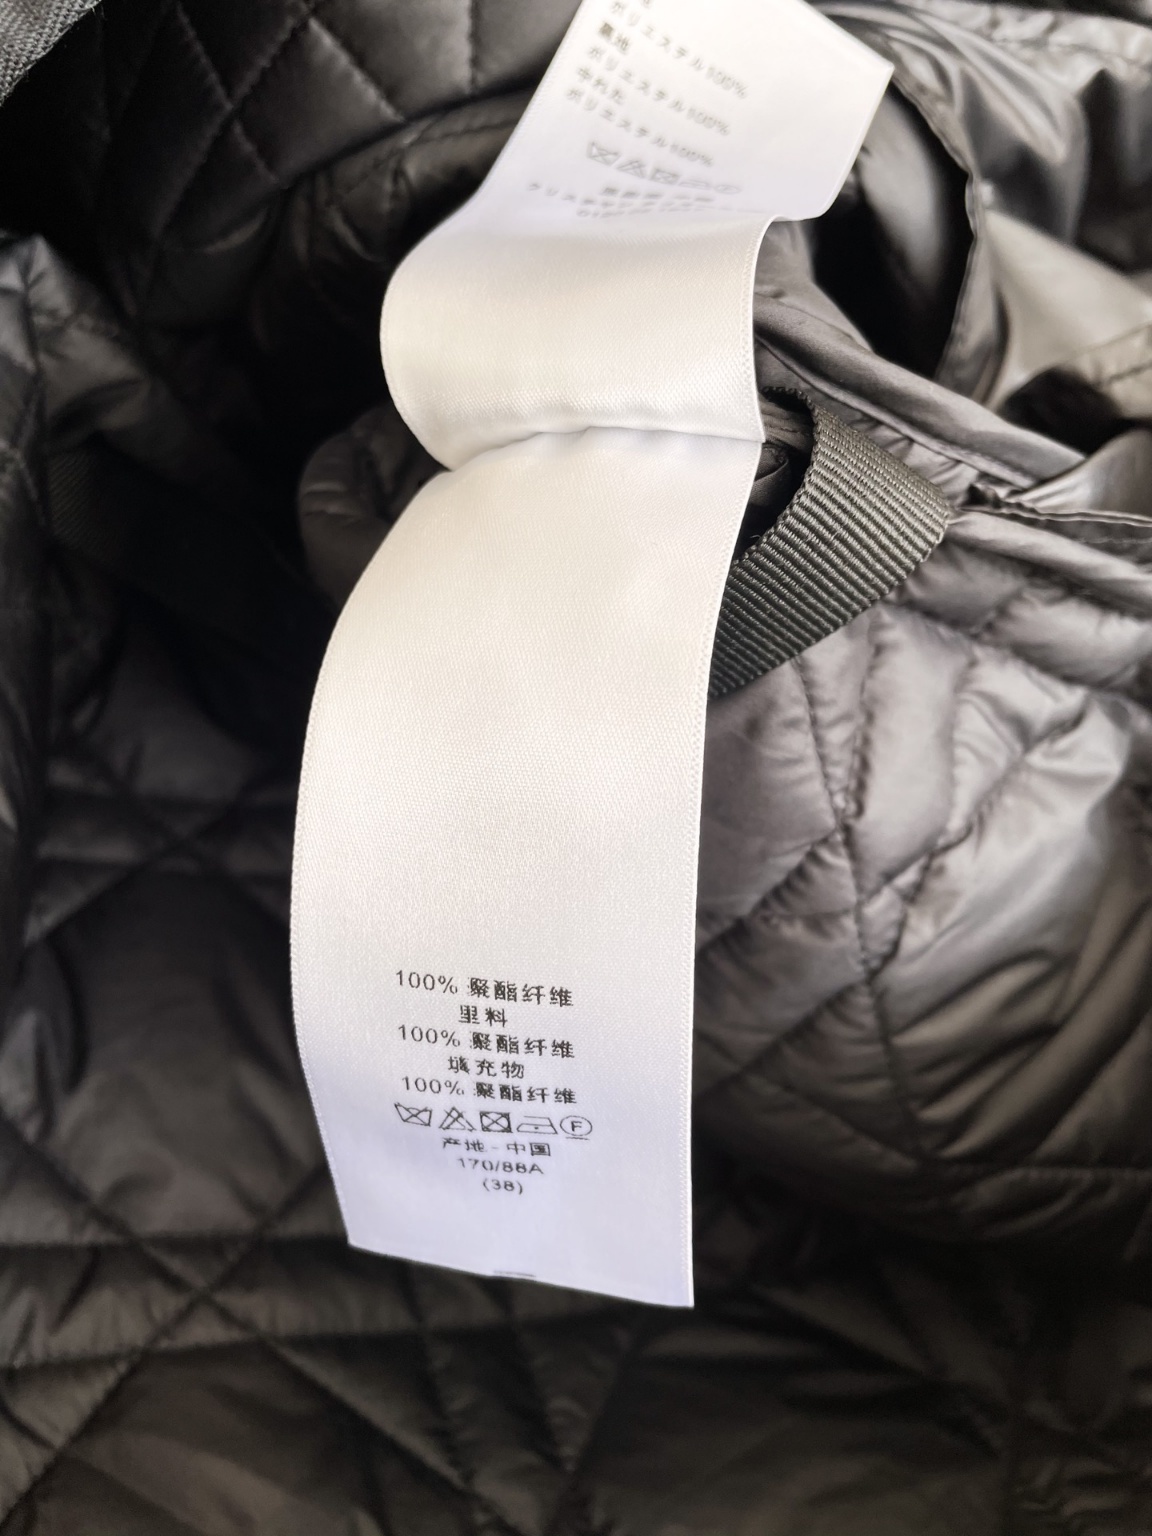 ポリエステル100%
裏地
ポリエステル100%
中わた
ポリエステル100%
100% 聚酯纤维
里料
100% 聚酯纤维
填充物
100% 聚酯纤维
F
产地 - 中国
170/88A
(38)